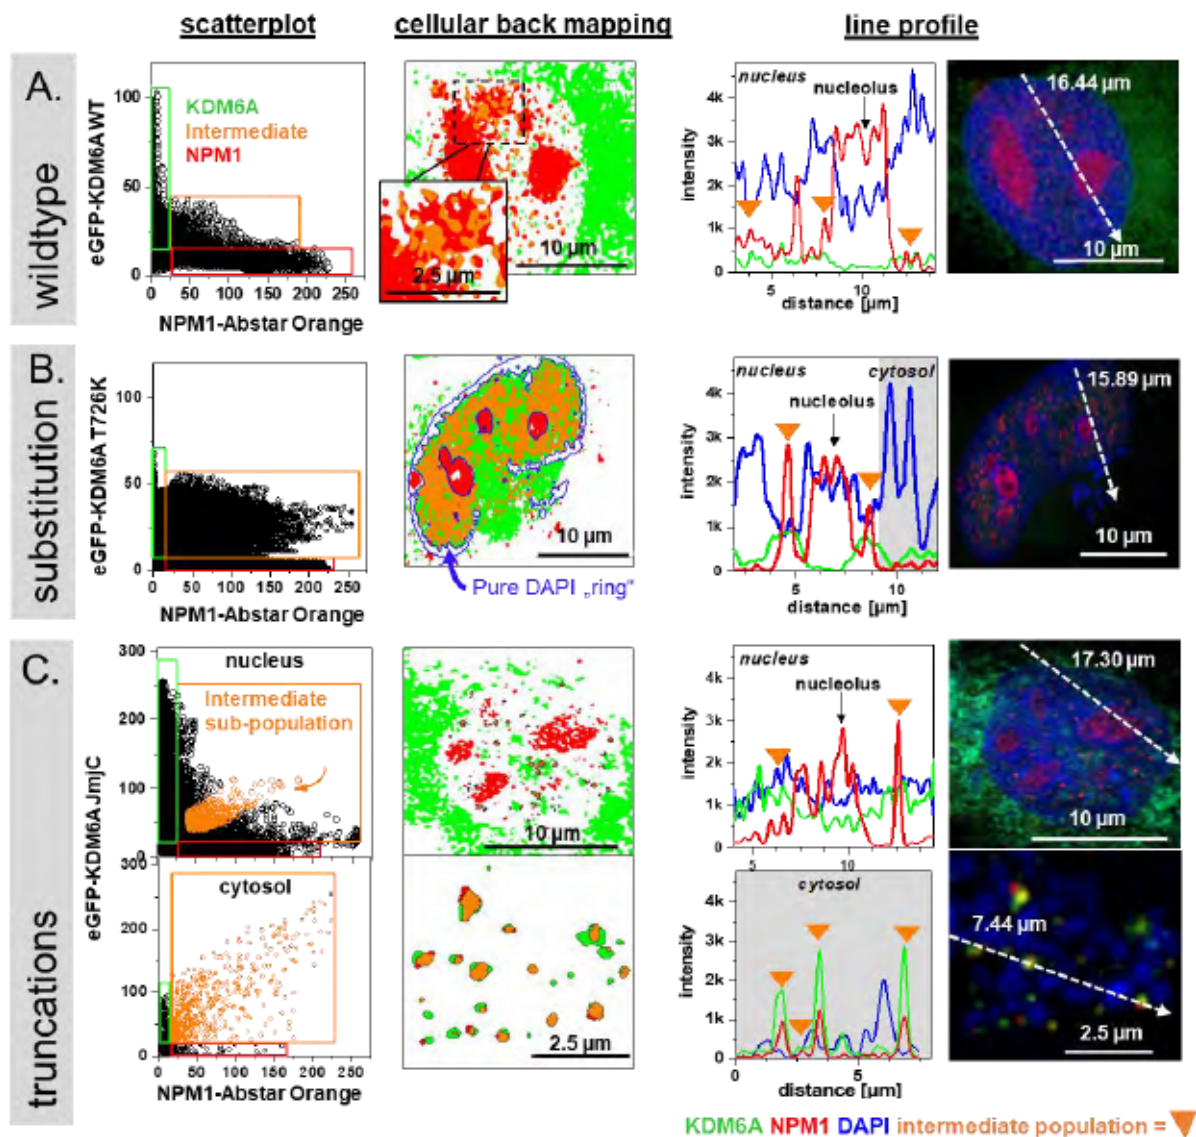 scatterplot
cellular back mapping
line profile
A.
wildtype
eGFP-KDM6AWT
100
50
0
KDM6A
Intermediate
NPM1
0 50 100 150 200 250
NPM1-Abstar Orange
10 µm
2.5 µm
intensity
4k
3k
2k
1k
0
nucleus
nucleolus
5 10
distance [µm]
16.44 µm
10 µm
B.
substitution
eGFP-KDM6A T726K
100
50
0
0 50 100 150 200 250
NPM1-Abstar Orange
10 µm
Pure DAPI „ring“
intensity
4k
3k
2k
1k
0
nucleus
cytosol
nucleolus
5 10
distance [µm]
15.89 µm
10 µm
C.
truncations
eGFP-KDM6AJmjC
300
200
100
0
nucleus
Intermediate
sub-population
10 µm
intensity
4k
3k
2k
1k
0
nucleus
nucleolus
5 10
17.30 µm
10 µm
300
200
100
0
cytosol
0 50 100 150 200 250
NPM1-Abstar Orange
2.5 µm
intensity
4k
3k
2k
1k
0
cytosol
0 5
distance [µm]
7.44 µm
2.5 µm
KDM6A NPM1 DAPI intermediate population =